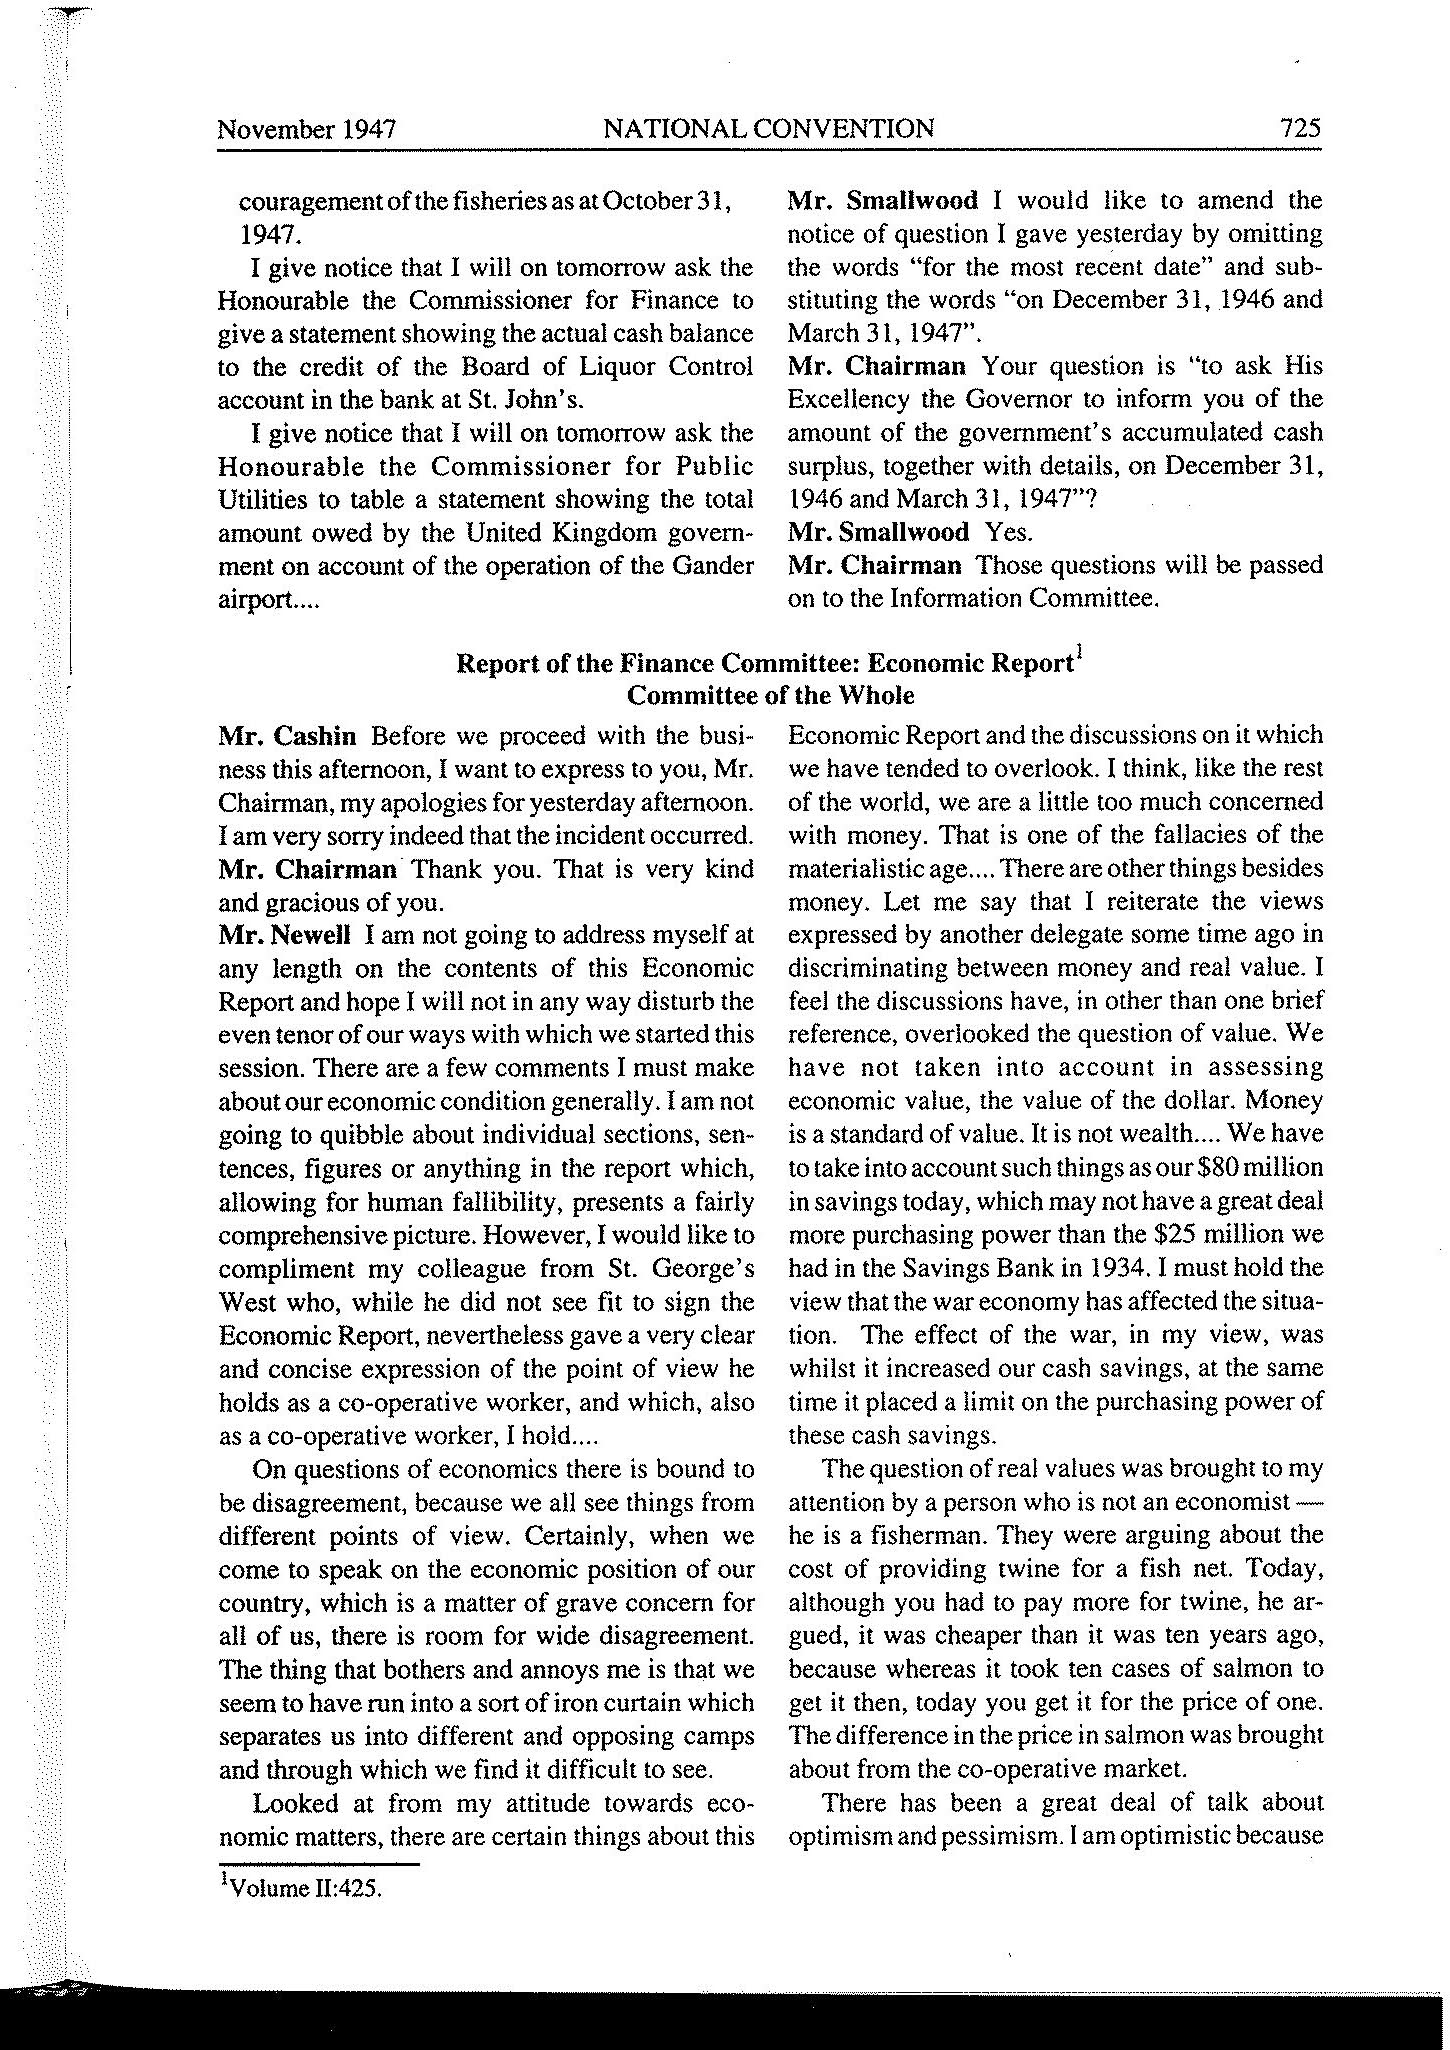 November 1947 NATIONAL CONVENTION 725
couragement of the fisheries as at October 31,
1947.
I give notice that I will on tomorrow ask the
Honourable the Commissioner for Finance to
give a statement showing the actual cash balance
to the credit of the Board of Liquor Control
account in the bank at St. John's.
I give notice that I will on tomorrow ask the
Honourable the Commissioner for Public
Utilities to table a statement showing the total
amount owed by the United Kingdom govern-
ment on account of the operation of the Gander
airport....
Mr. Smallwood I would like to amend the
notice of question I gave yesterday by omitting
the words “for the most recent date” and sub-
stituting the words “on December 31, 1946 and
March 31, 1947”.
Mr. Chairman Your question is “to ask His
Excellency the Governor to inform you of the
amount of the government's accumulated cash
surplus, together with details, on December 31,
1946 and March 31, 1947”?
Mr. Smallwood Yes.
Mr. Chairman Those questions will be passed
on to the Information Committee.
Report of the Finance Committee: Economic Report¹
Committee of the Whole
Mr. Cashin Before we proceed with the busi-
ness this afternoon, I want to express to you, Mr.
Chairman, my apologies for yesterday afternoon.
I am very sorry indeed that the incident occurred.
Mr. Chairman Thank you. That is very kind
and gracious of you.
Mr. Newell I am not going to address myself at
any length on the contents of this Economic
Report and hope I will not in any way disturb the
even tenor of our ways with which we started this
session. There are a few comments I must make
about our economic condition generally. I am not
going to quibble about individual sections, sen-
tences, figures or anything in the report which,
allowing for human fallibility, presents a fairly
comprehensive picture. However, I would like to
compliment my colleague from St. George's
West who, while he did not see fit to sign the
Economic Report, nevertheless gave a very clear
and concise expression of the point of view he
holds as a co-operative worker, and which, also
as a co-operative worker, I hold....
On questions of economics there is bound to
be disagreement, because we all see things from
different points of view. Certainly, when we
come to speak on the economic position of our
country, which is a matter of grave concern for
all of us, there is room for wide disagreement.
The thing that bothers and annoys me is that we
seem to have run into a sort of iron curtain which
separates us into different and opposing camps
and through which we find it difficult to see.
Looked at from my attitude towards eco-
nomic matters, there are certain things about this
Economic Report and the discussions on it which
we have tended to overlook. I think, like the rest
of the world, we are a little too much concerned
with money. That is one of the fallacies of the
materialistic age.... There are other things besides
money. Let me say that I reiterate the views
expressed by another delegate some time ago in
discriminating between money and real value. I
feel the discussions have, in other than one brief
reference, overlooked the question of value. We
have not taken into account in assessing
economic value, the value of the dollar. Money
is a standard of value. It is not wealth.... We have
to take into account such things as our $80 million
in savings today, which may not have a great deal
more purchasing power than the $25 million we
had in the Savings Bank in 1934. I must hold the
view that the war economy has affected the situa-
tion. The effect of the war, in my view, was
whilst it increased our cash savings, at the same
time it placed a limit on the purchasing power of
these cash savings.
The question of real values was brought to my
attention by a person who is not an economist —
he is a fisherman. They were arguing about the
cost of providing twine for a fish net. Today,
although you had to pay more for twine, he ar-
gued, it was cheaper than it was ten years ago,
because whereas it took ten cases of salmon to
get it then, today you get it for the price of one.
The difference in the price in salmon was brought
about from the co-operative market.
There has been a great deal of talk about
optimism and pessimism. I am optimistic because
¹Volume II:425.